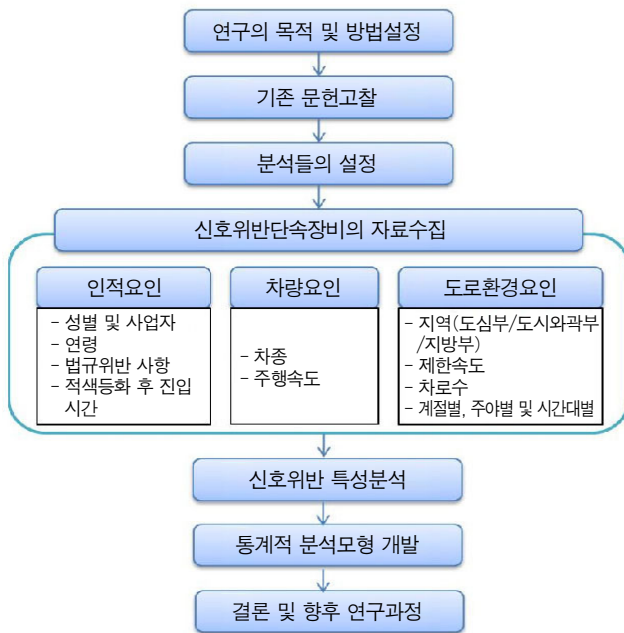 연구의 목적 및 방법설정
기존 문헌고찰
분석들의 설정
신호위반단속장비의 자료수집
인적요인
- 성별 및 사업자
- 연령
- 법규위반 사항
- 적색등화 후 진입
시간
차량요인
- 차종
- 주행속도
도로환경요인
- 지역(도심부/도시와곽부
/지방부)
- 제한속도
- 차로수
- 계절별, 주야별 및 시간대별
신호위반 특성분석
통계적 분석모형 개발
결론 및 향후 연구과정